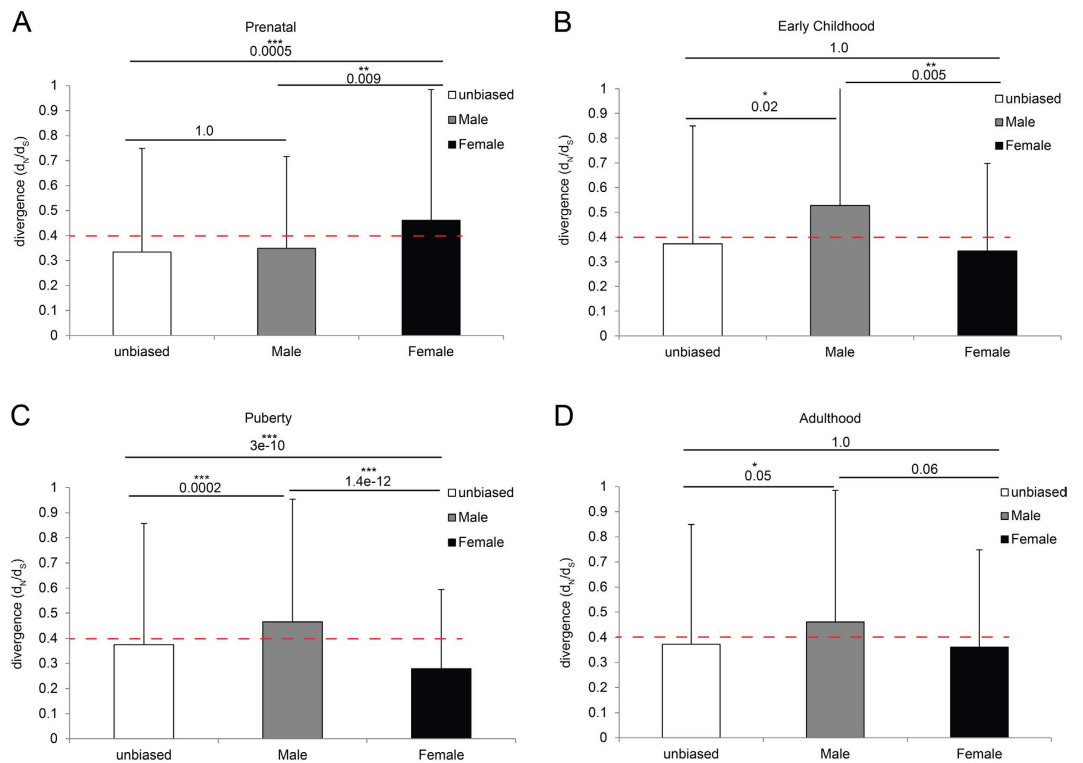 A
Prenatal
***
0.0005
**
0.009
1.0
unbiased
Male
Female
divergence (dN/dS)
1
0.9
0.8
0.7
0.6
0.5
0.4
0.3
0.2
0.1
0
unbiased Male Female
B
Early Childhood
1.0
**
0.005
*
0.02
unbiased
Male
Female
divergence (dN/dS)
1
0.9
0.8
0.7
0.6
0.5
0.4
0.3
0.2
0.1
0
unbiased Male Female
C
Puberty
***
3e-10
***
0.0002
***
1.4e-12
unbiased
Male
Female
divergence (dN/dS)
1
0.9
0.8
0.7
0.6
0.5
0.4
0.3
0.2
0.1
0
unbiased Male Female
D
Adulthood
1.0
*
0.05
0.06
unbiased
Male
Female
divergence (dN/dS)
1
0.9
0.8
0.7
0.6
0.5
0.4
0.3
0.2
0.1
0
unbiased Male Female